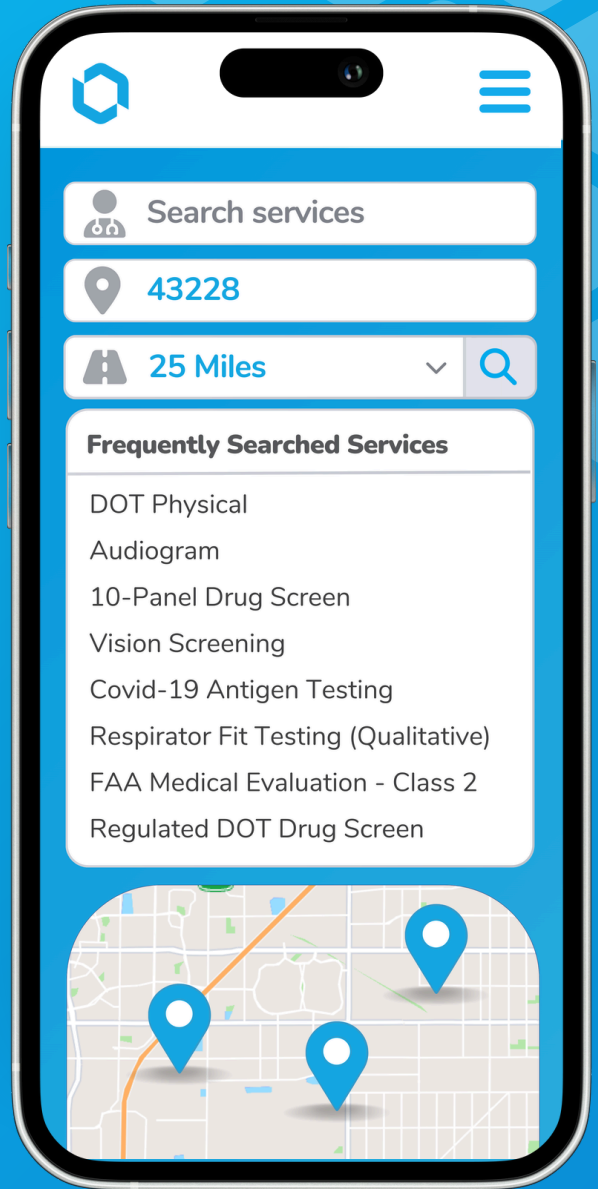 Search services
43228
25 Miles
Frequently Searched Services
DOT Physical
Audiogram
10-Panel Drug Screen
Vision Screening
Covid-19 Antigen Testing
Respirator Fit Testing (Qualitative)
FAA Medical Evaluation - Class 2
Regulated DOT Drug Screen